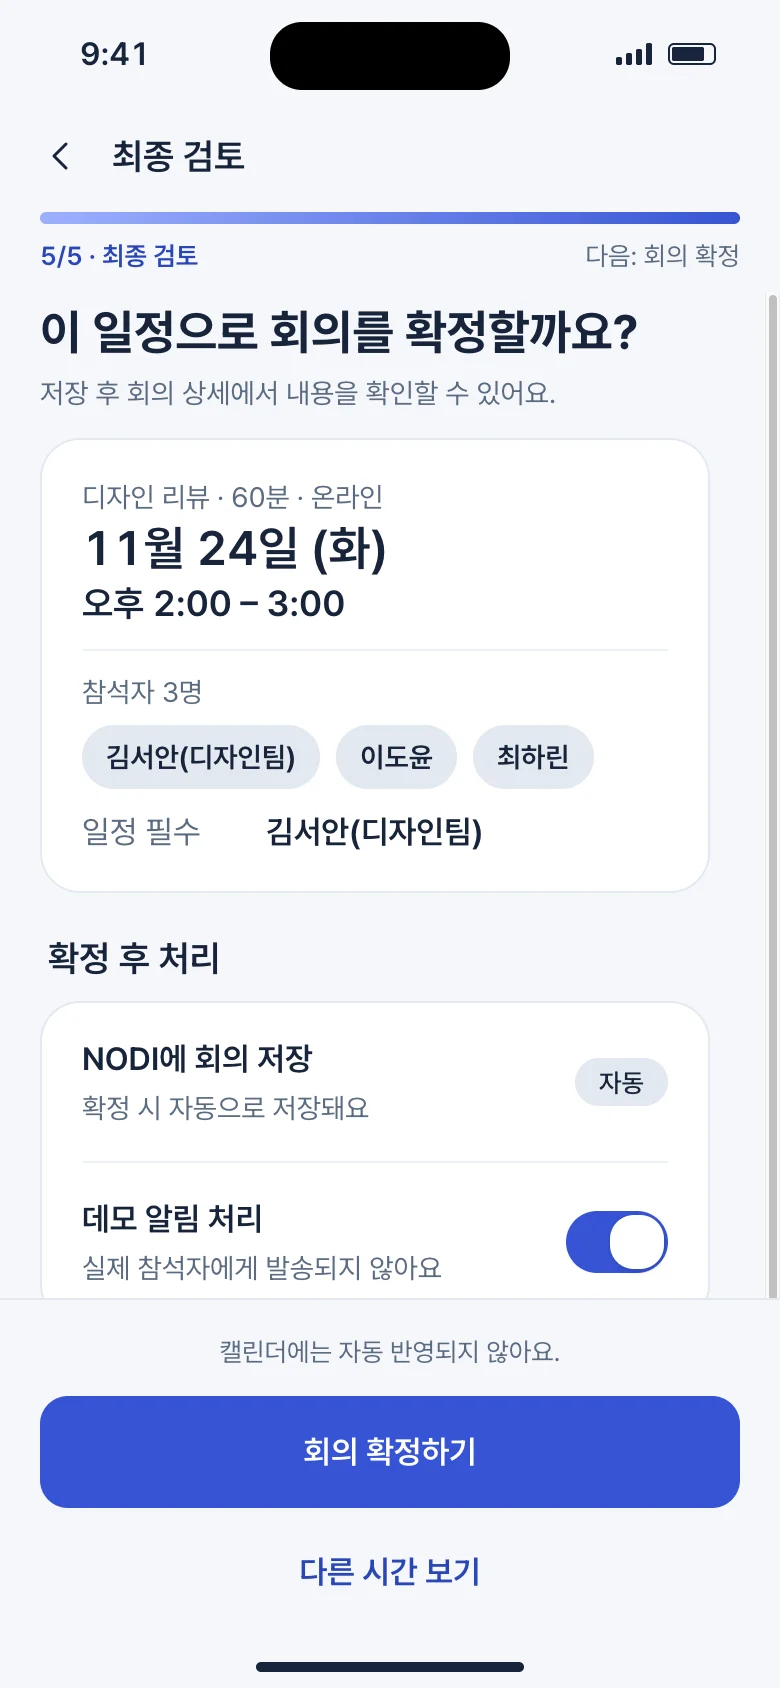 9:41
최종 검토
5/5 · 최종 검토
다음: 회의 확정
이 일정으로 회의를 확정할까요?
저장 후 회의 상세에서 내용을 확인할 수 있어요.
디자인 리뷰 · 60분 · 온라인
11월 24일 (화)
오후 2:00 – 3:00
참석자 3명
김서안(디자인팀)
이도윤
최하린
일정 필수
김서안(디자인팀)
확정 후 처리
NODI에 회의 저장
확정 시 자동으로 저장돼요
자동
데모 알림 처리
실제 참석자에게 발송되지 않아요
캘린더에는 자동 반영되지 않아요.
회의 확정하기
다른 시간 보기